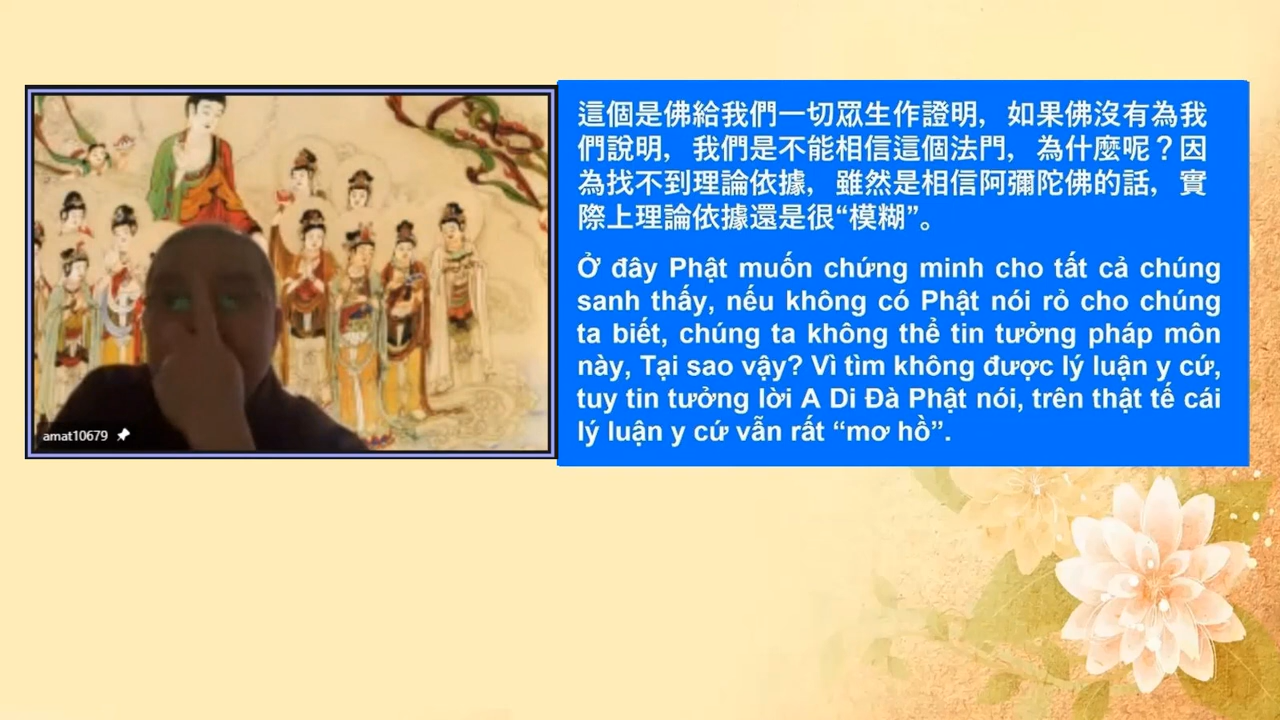 這個是佛給我們一切眾生作證明，如果佛沒有為我
們說明，我們是不能相信這個法門，為什麼呢？因
為找不到理論依據，雖然是相信阿彌陀佛的話，實
際上理論依據還是很“模糊”。
Ở đây Phật muốn chứng minh cho tất cả chúng
sanh thấy, nếu không có Phật nói rỏ cho chúng
ta biết, chúng ta không thể tin tưởng pháp môn
này, Tại sao vậy? Vì tìm không được lý luận y cứ,
tuy tin tưởng lời A Di Đà Phật nói, trên thật tế cái
lý luận y cứ vẫn rất “mơ hồ”.
amat10679